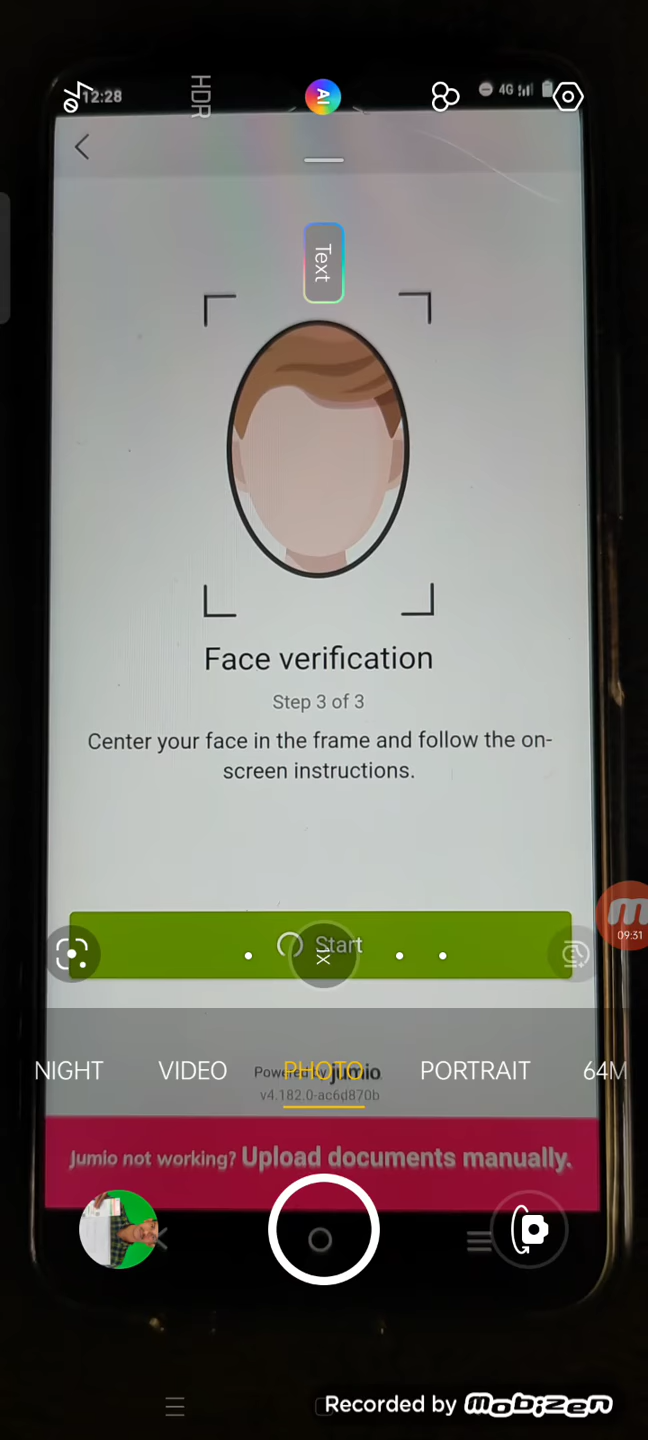 12:28
HDR
AI
4G
Text
Face verification
Step 3 of 3
Center your face in the frame and follow the on-
screen instructions.
Start
1X
09:31
NIGHT
VIDEO
PHOTO
PORTRAIT
64M
Powered by jumio
v4.182.0-ac6d870b
Jumio not working? Upload documents manually.
Recorded by mobizen